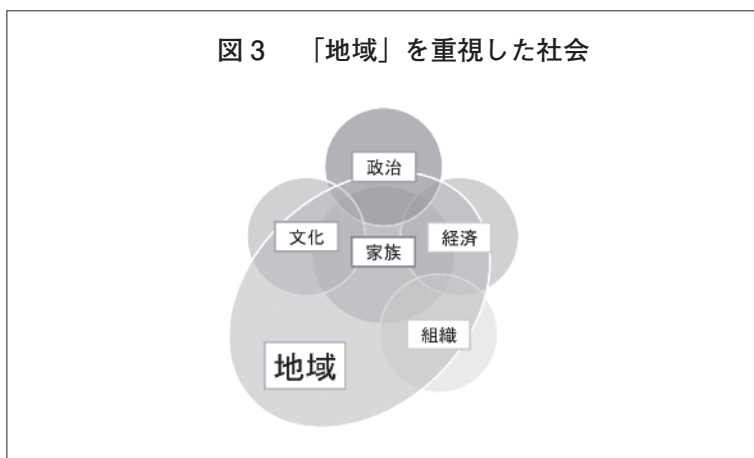 図3 「地域」を重視した社会
政治
文化
家族
経済
組織
地域